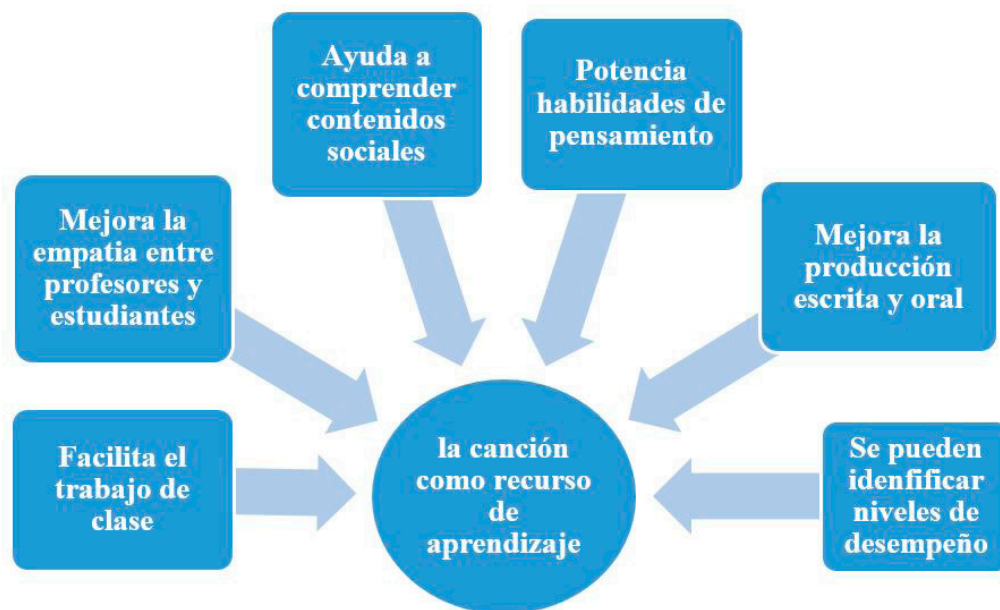 Ayuda a
comprender
contenidos
sociales
Potencia
habilidades de
pensamiento
Mejora la
empatia entre
profesores y
estudiantes
Mejora la
producción
escrita y oral
Facilita el
trabajo de
clase
la canción
como recurso
de
aprendizaje
Se pueden
idenfificar
niveles de
desempeño